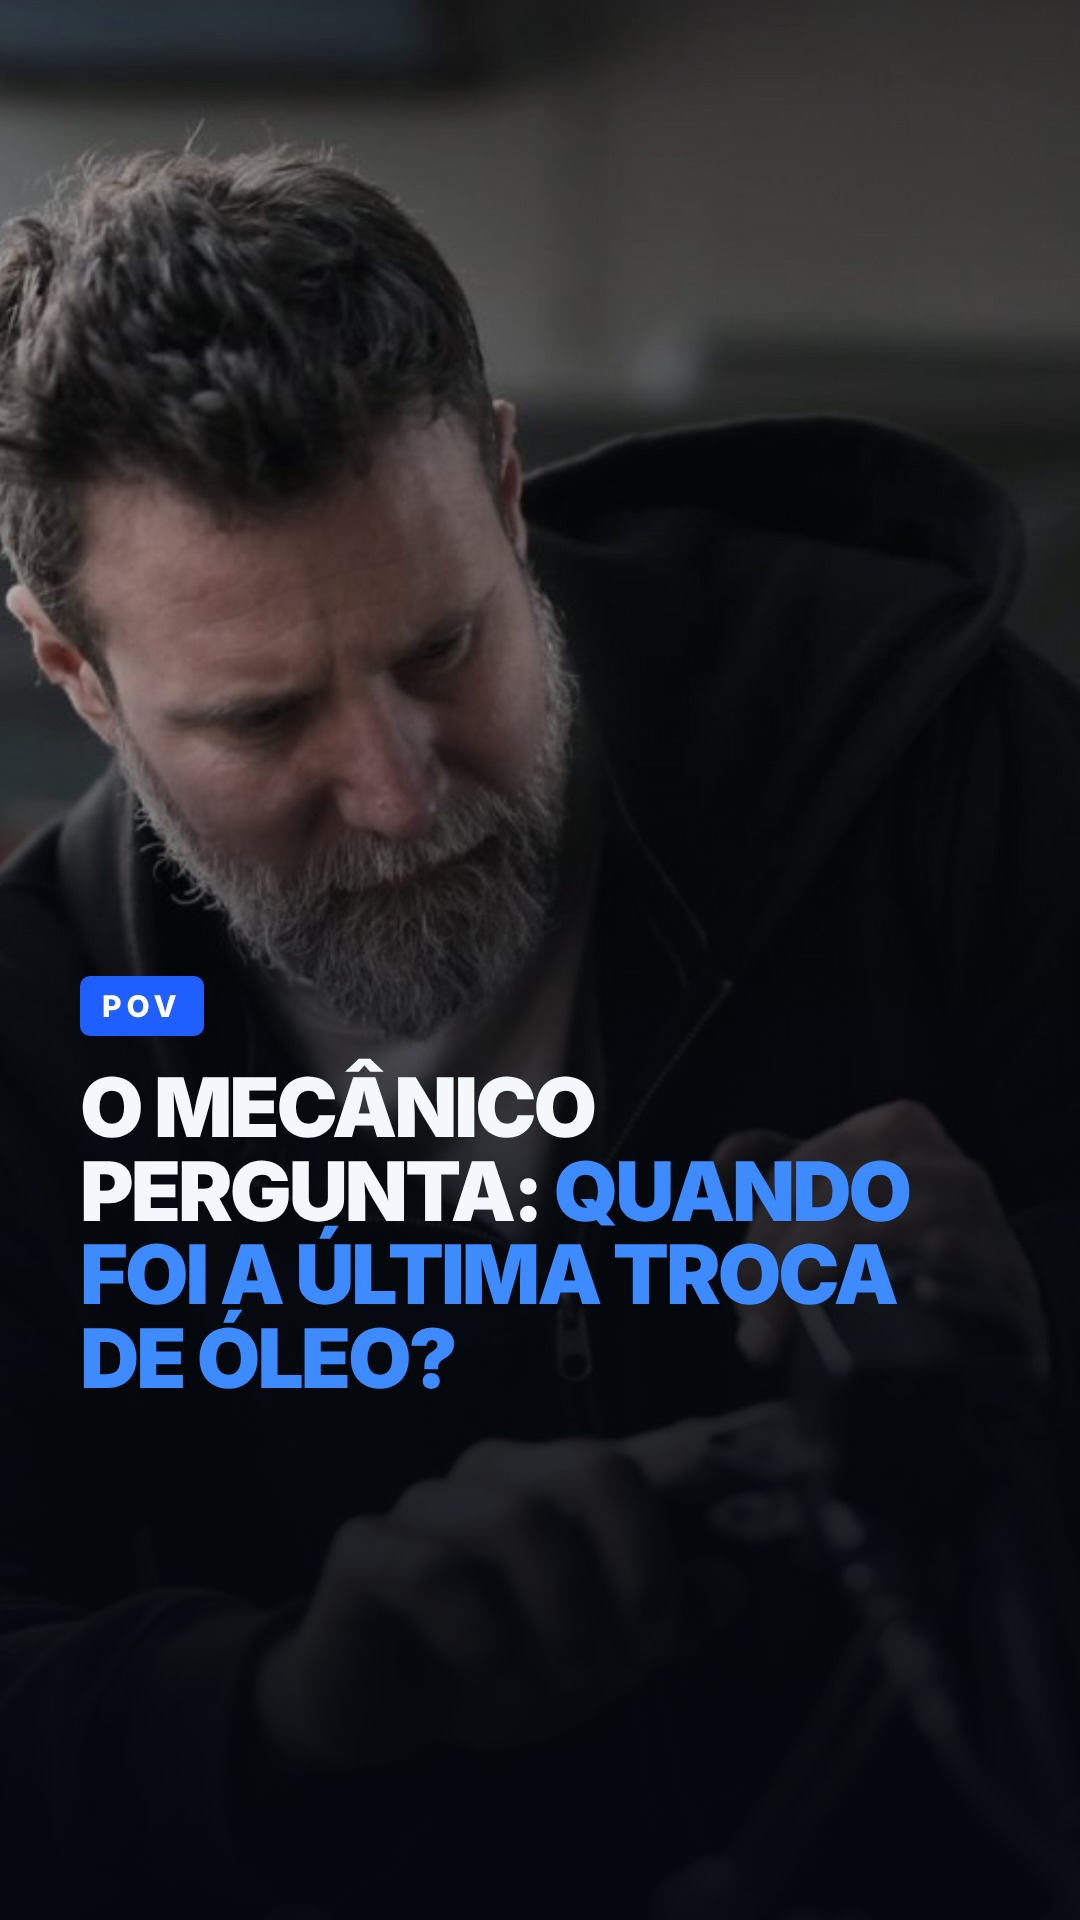 POV
O MECÂNICO
PERGUNTA: QUANDO
FOI A ÚLTIMA TROCA
DE ÓLEO?